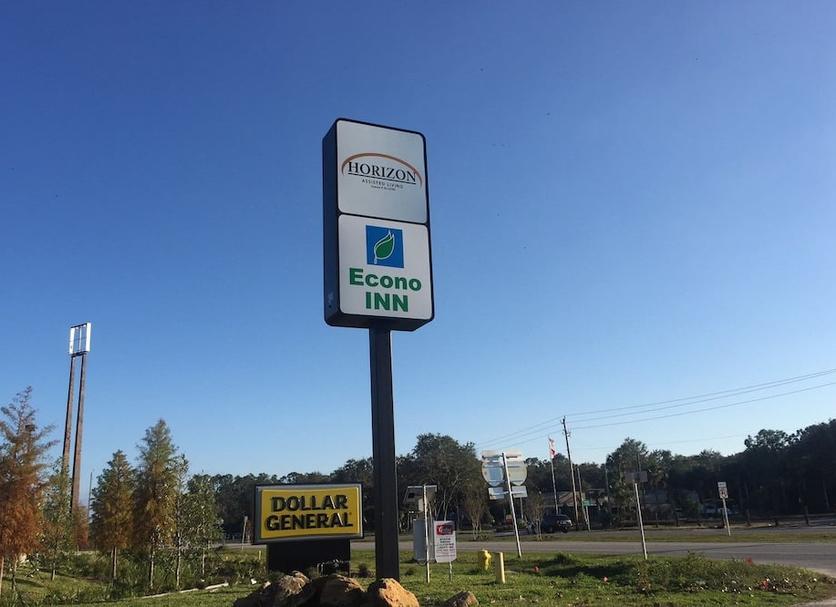 HORIZON
ASSISTED LIVING
Econo
INN
DOLLAR
GENERAL